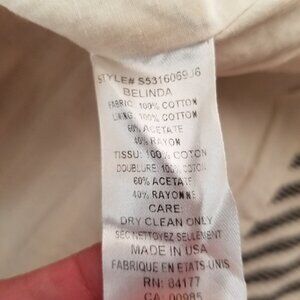 STYLE# S531606936
BELINDA
FABRIC: 100% COTTON
LINING: 100% COTTON
60% ACETATE
40% RAYON
TISSU: 100% COTON
DOUBLURE: 100% COTON
60% ACETATE
40% RAYONNE
CARE
DRY CLEAN ONLY
SEC NETTOYEZ SEULEMENT
MADE IN USA
FABRIQUE EN ETATS-UNIS
RN: 84177
CA: 00985